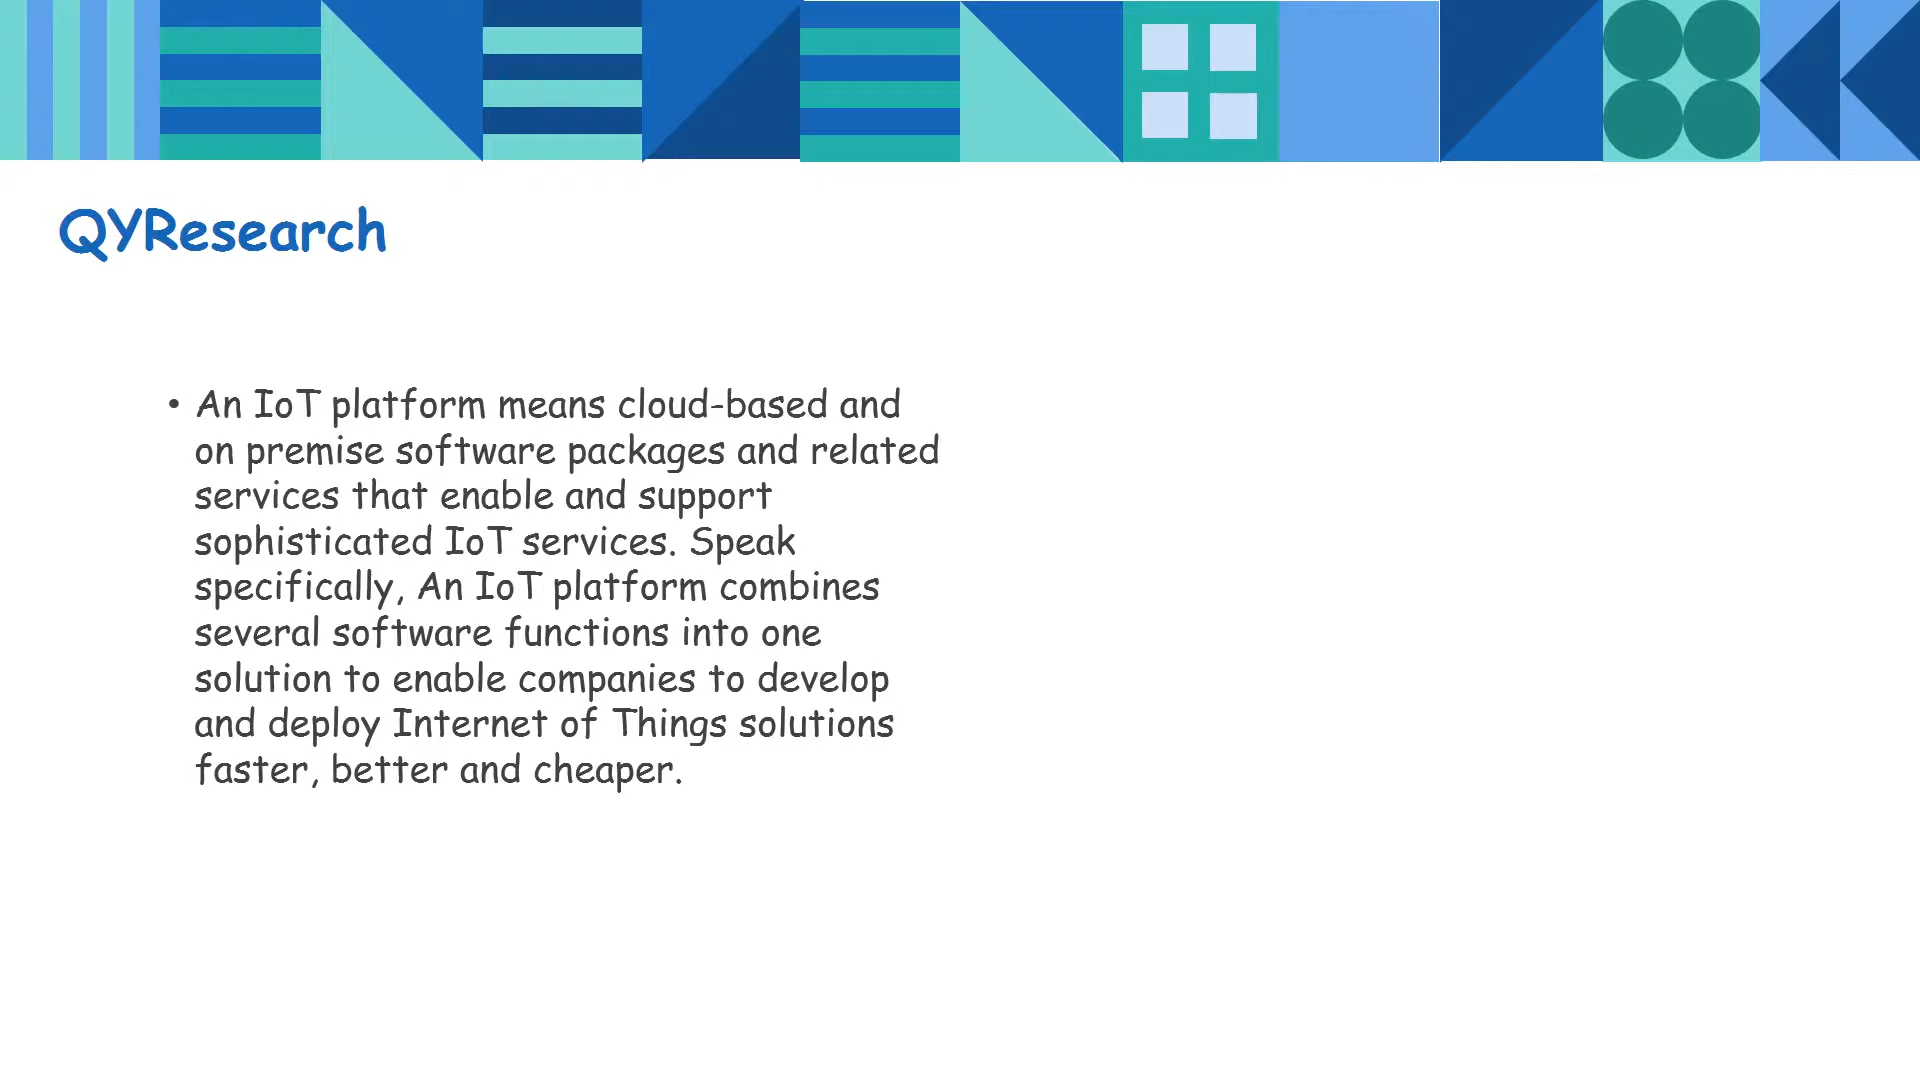 QYResearch
• An IoT platform means cloud-based and
on premise software packages and related
services that enable and support
sophisticated IoT services. Speak
specifically, An IoT platform combines
several software functions into one
solution to enable companies to develop
and deploy Internet of Things solutions
faster, better and cheaper.